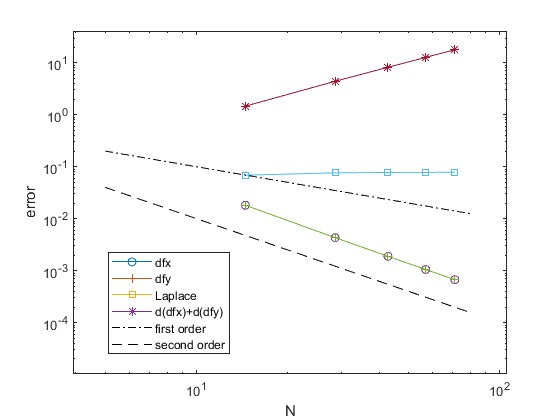 10^1
10^0
10^-1
10^-2
10^-3
10^-4
error
dfx
dfy
Laplace
d(dfx)+d(dfy)
first order
second order
10^1
10^2
N